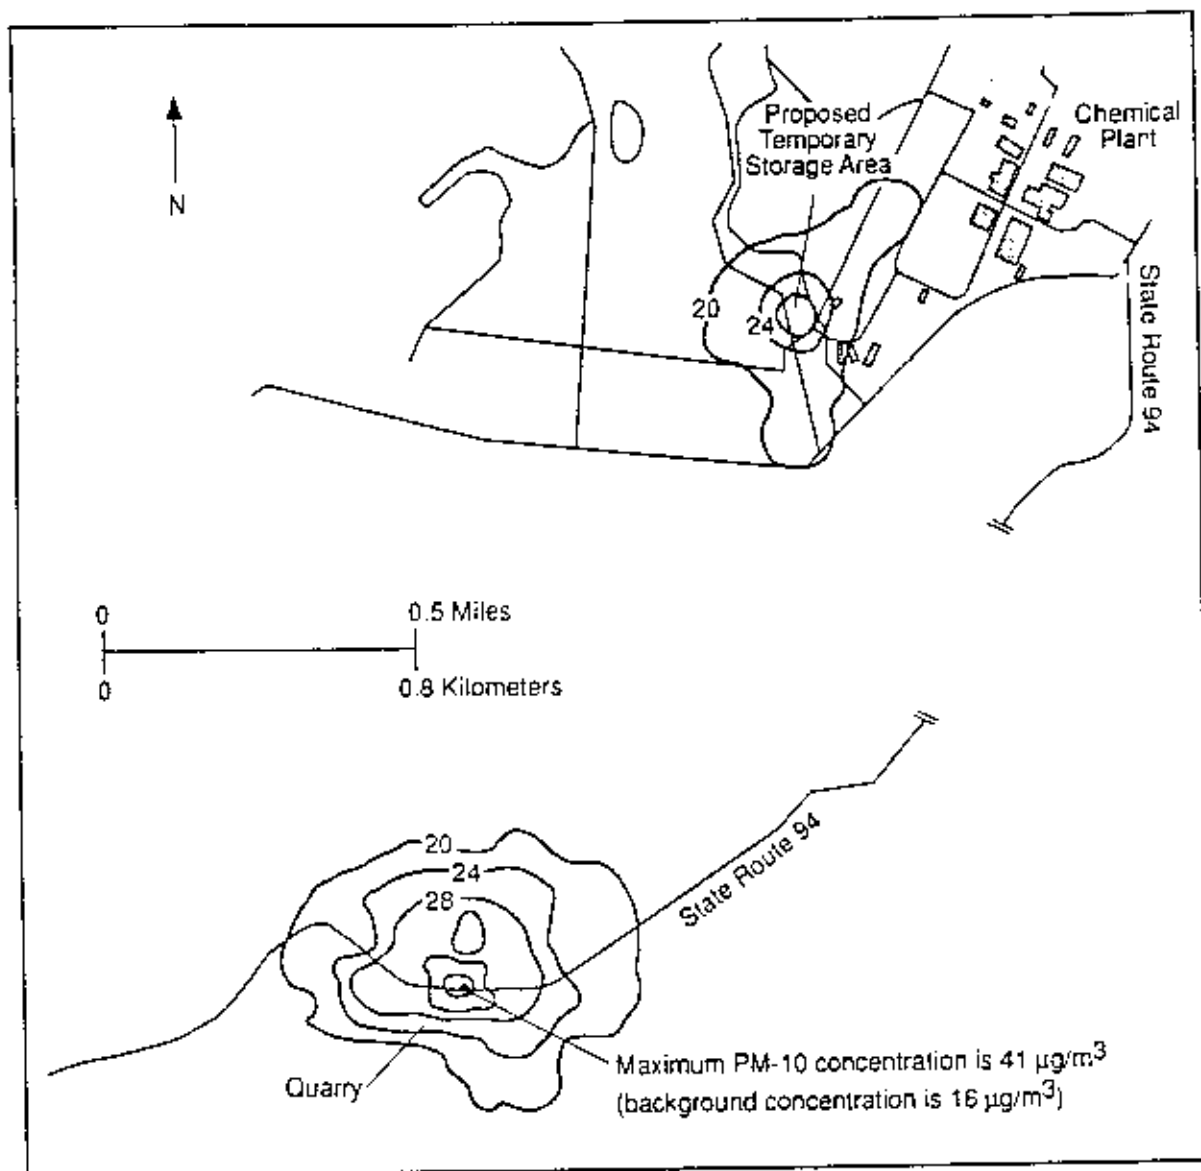 N
Proposed
Temporary
Storage Area
Chemical
Plant
20
24
State Route 94
0
0.5 Miles
0
0.8 Kilometers
20
24
28
State Route 94
Quarry
Maximum PM-10 concentration is 41 µg/m³
(background concentration is 16 µg/m³)